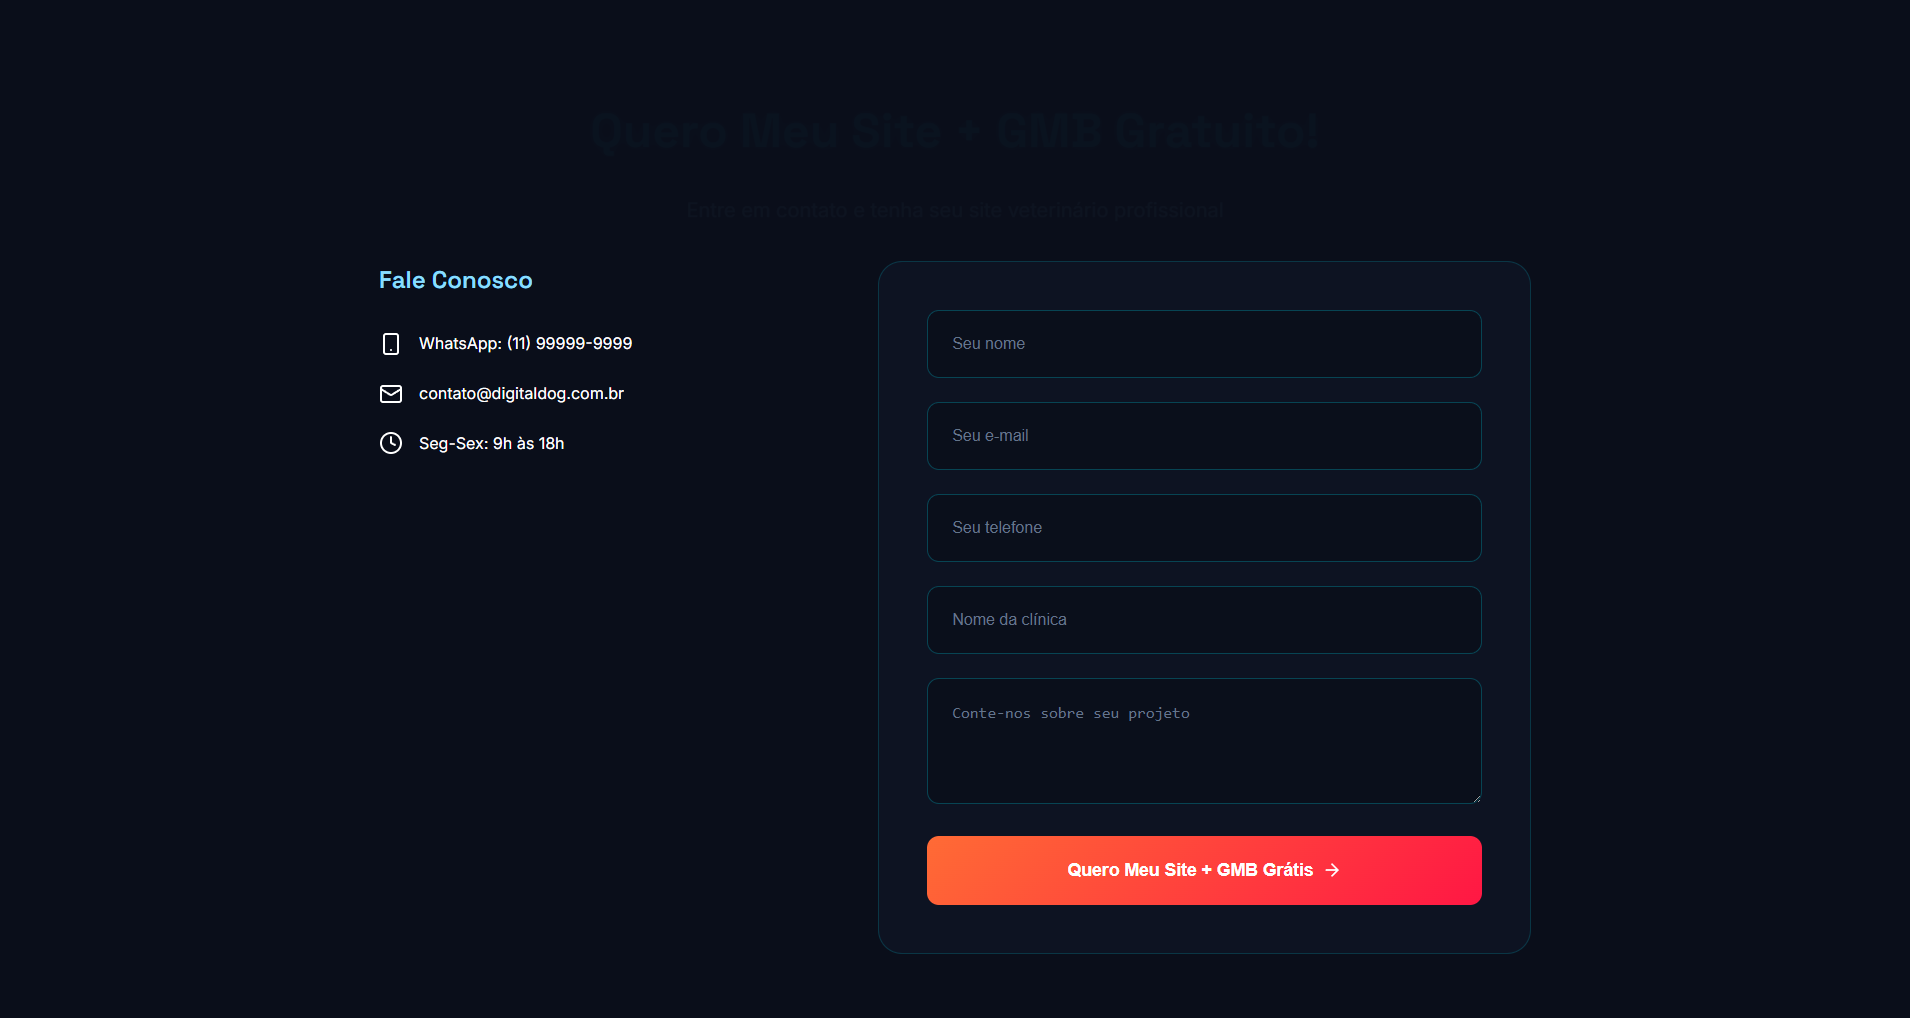 Quero Meu Site + GMB Gratuito!
Entre em contato e tenha seu site veterinário profissional
Fale Conosco
WhatsApp: (11) 99999-9999
contato@digitaldog.com.br
Seg-Sex: 9h às 18h
Seu nome
Seu e-mail
Seu telefone
Nome da clínica
Conte-nos sobre seu projeto
Quero Meu Site + GMB Grátis →